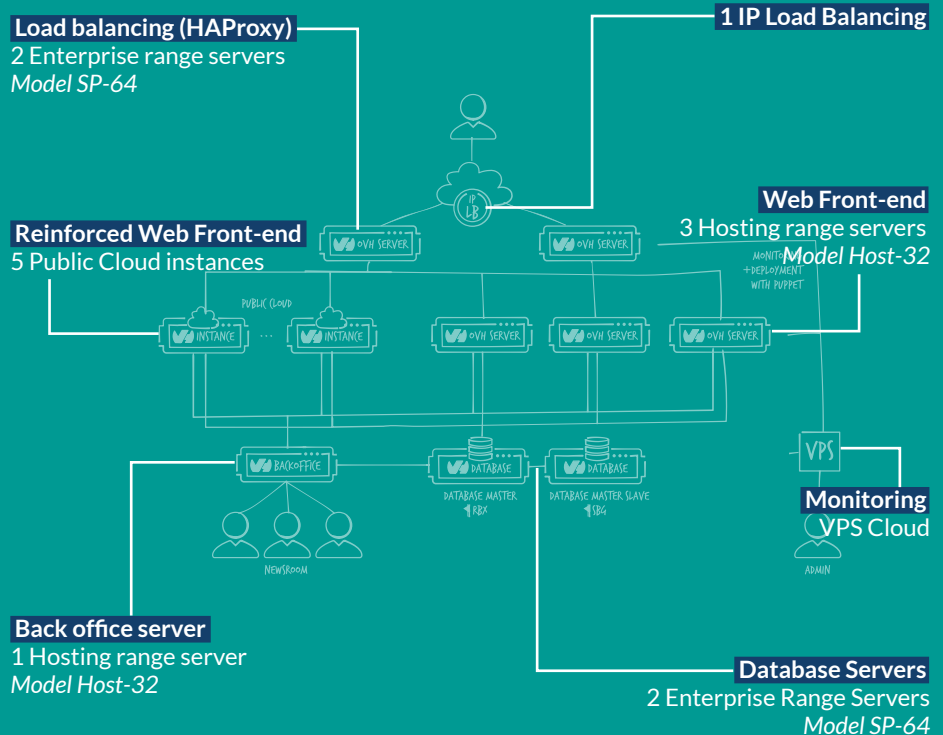 Load balancing (HAProxy)
2 Enterprise range servers
Model SP-64
1 IP Load Balancing
IP
LB
Web Front-end
3 Hosting range servers
Model Host-32
Reinforced Web Front-end
5 Public Cloud instances
OVH SERVER
OVH SERVER
MONITORING
+DEPLOYMENT
WITH PUPPET
PUBLIC CLOUD
INSTANCE
...
INSTANCE
OVH SERVER
OVH SERVER
OVH SERVER
BACKOFFICE
DATABASE
DATABASE
VPS
DATABASE MASTER
RBX
DATABASE MASTER SLAVE
SBG
Monitoring
VPS Cloud
NEWSROOM
ADMIN
Back office server
1 Hosting range server
Model Host-32
Database Servers
2 Enterprise Range Servers
Model SP-64